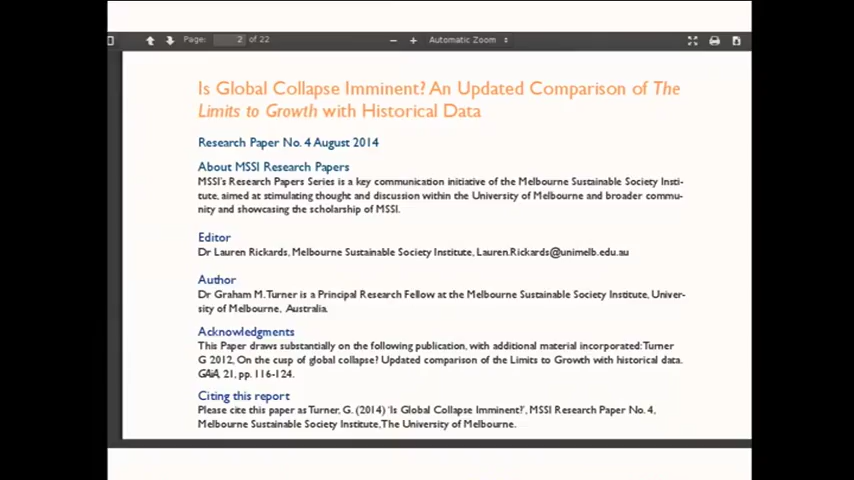 Page: 2 of 22
Automatic Zoom
Is Global Collapse Imminent? An Updated Comparison of The
Limits to Growth with Historical Data
Research Paper No. 4 August 2014
About MSSI Research Papers
MSSI's Research Papers Series is a key communication initiative of the Melbourne Sustainable Society Insti-
tute, aimed at stimulating thought and discussion within the University of Melbourne and broader commu-
nity and showcasing the scholarship of MSSI.
Editor
Dr Lauren Rickards, Melbourne Sustainable Society Institute, Lauren.Rickards@unimelb.edu.au
Author
Dr Graham M. Turner is a Principal Research Fellow at the Melbourne Sustainable Society Institute, Univer-
sity of Melbourne, Australia.
Acknowledgments
This Paper draws substantially on the following publication, with additional material incorporated: Turner
G 2012, On the cusp of global collapse? Updated comparison of the Limits to Growth with historical data.
GAiA, 21, pp. 116-124.
Citing this report
Please cite this paper as Turner, G. (2014) 'Is Global Collapse Imminent?', MSSI Research Paper No. 4,
Melbourne Sustainable Society Institute, The University of Melbourne.